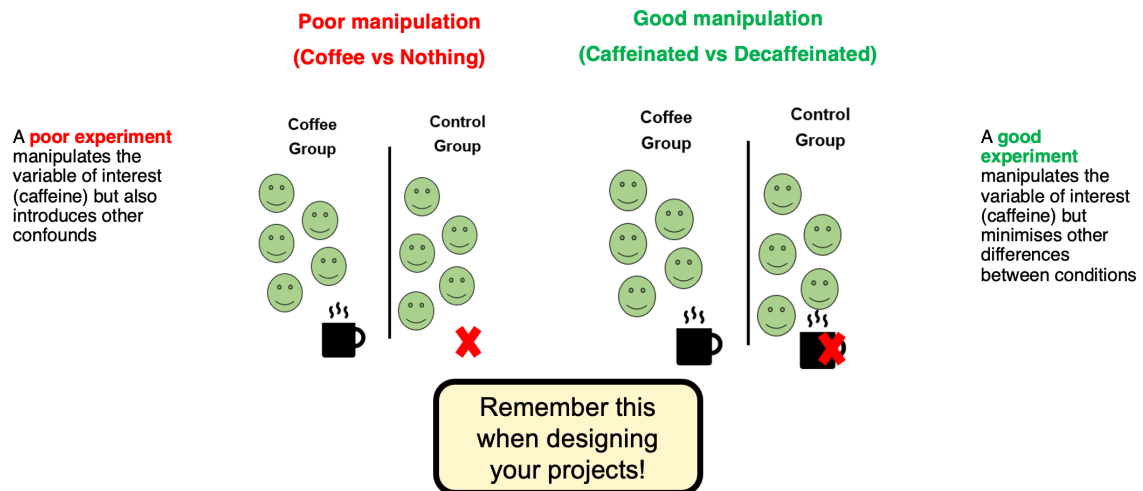 Poor manipulation
(Coffee vs Nothing)
Good manipulation
(Caffeinated vs Decaffeinated)
A poor experiment
manipulates the
variable of interest
(caffeine) but also
introduces other
confounds
Coffee
Group
Control
Group
Coffee
Group
Control
Group
A good
experiment
manipulates the
variable of interest
(caffeine) but
minimises other
differences
between conditions
Remember this
when designing
your projects!